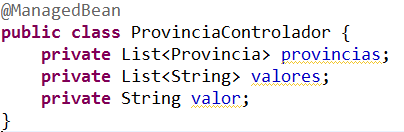 @ManagedBean
public class ProvinciaControlador {
    private List<Provincia> provincias;
    private List<String> valores;
    private String valor;
}